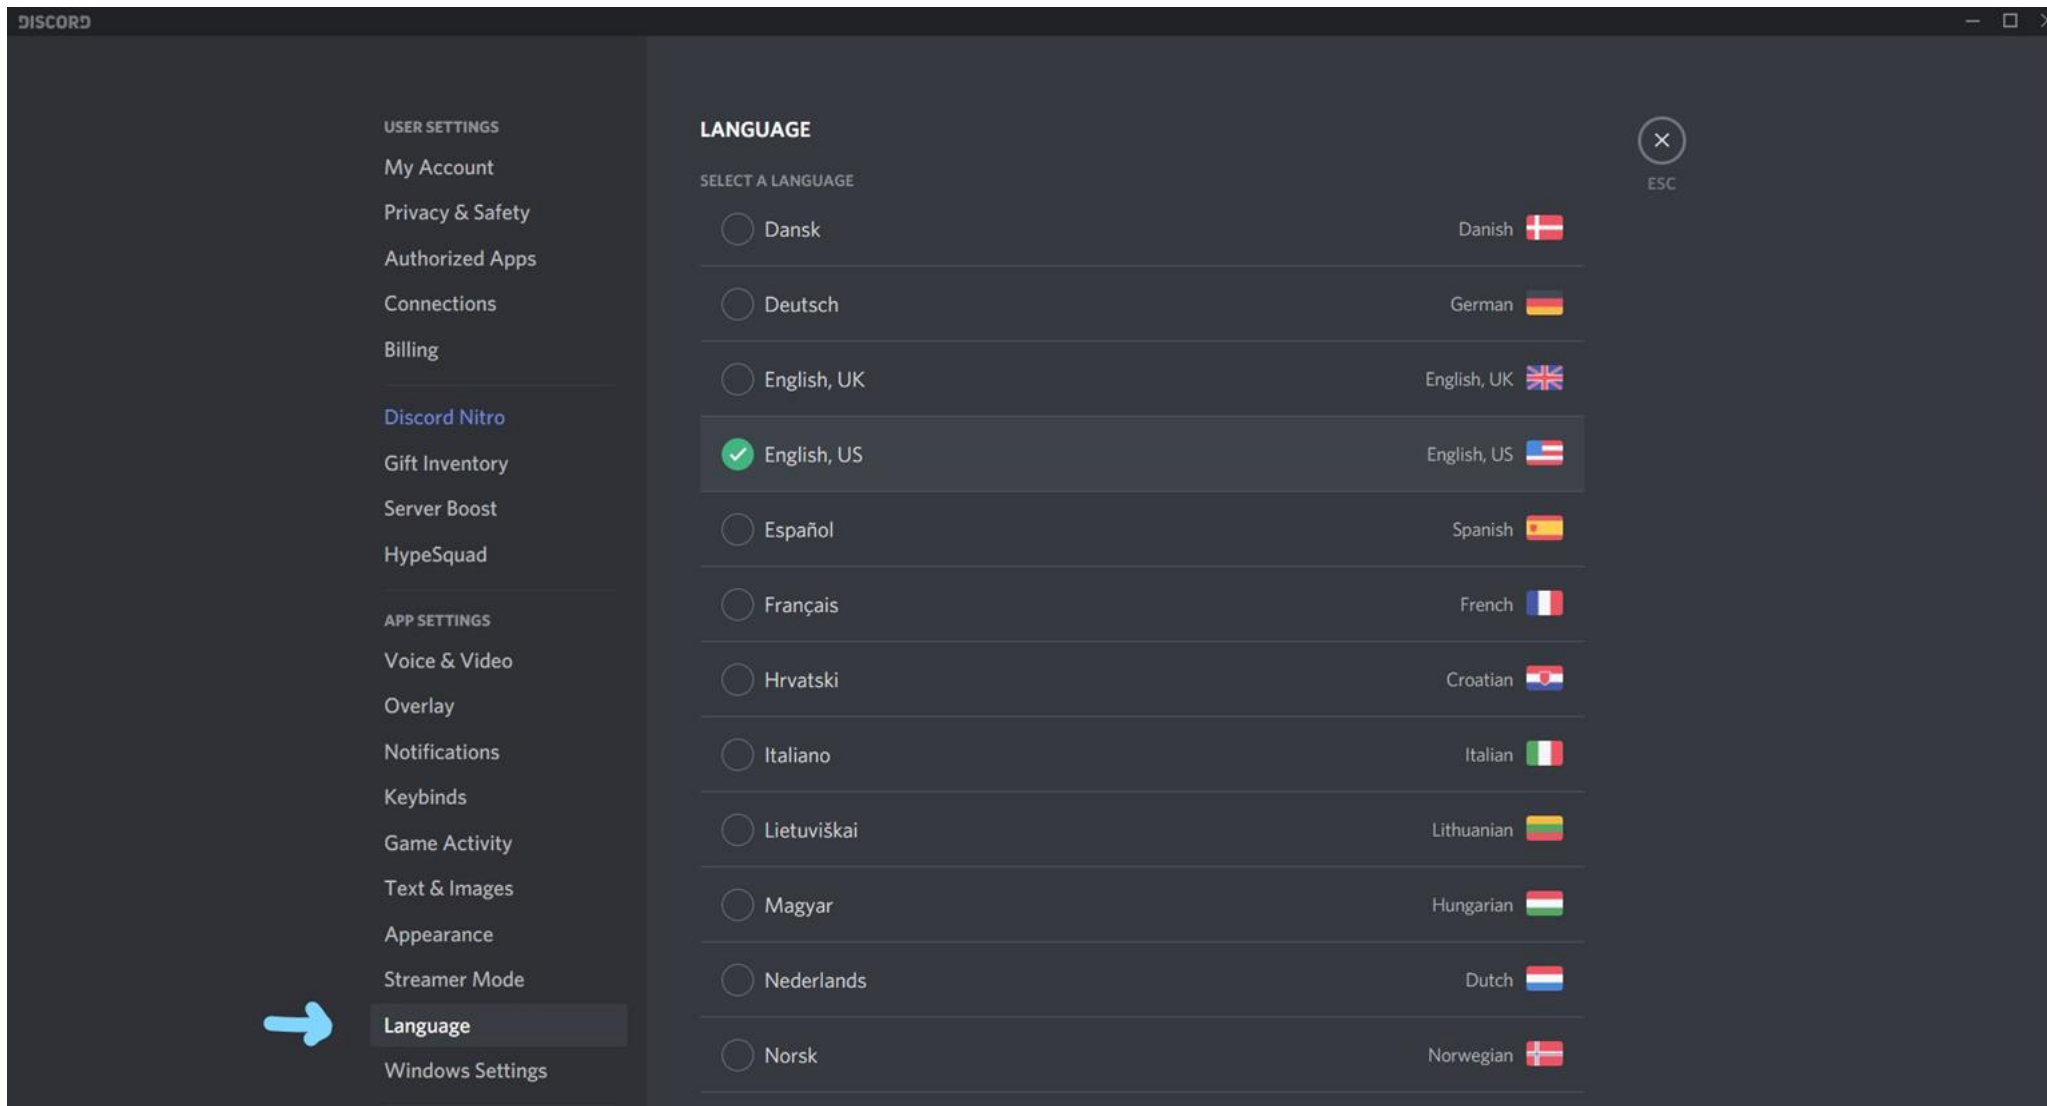 DISCORD
USER SETTINGS
My Account
Privacy & Safety
Authorized Apps
Connections
Billing
Discord Nitro
Gift Inventory
Server Boost
HypeSquad
APP SETTINGS
Voice & Video
Overlay
Notifications
Keybinds
Game Activity
Text & Images
Appearance
Streamer Mode
Language
Windows Settings
LANGUAGE
SELECT A LANGUAGE
Dansk Danish
Deutsch German
English, UK English, UK
English, US English, US
Español Spanish
Français French
Hrvatski Croatian
Italiano Italian
Lietuviškai Lithuanian
Magyar Hungarian
Nederlands Dutch
Norsk Norwegian
ESC